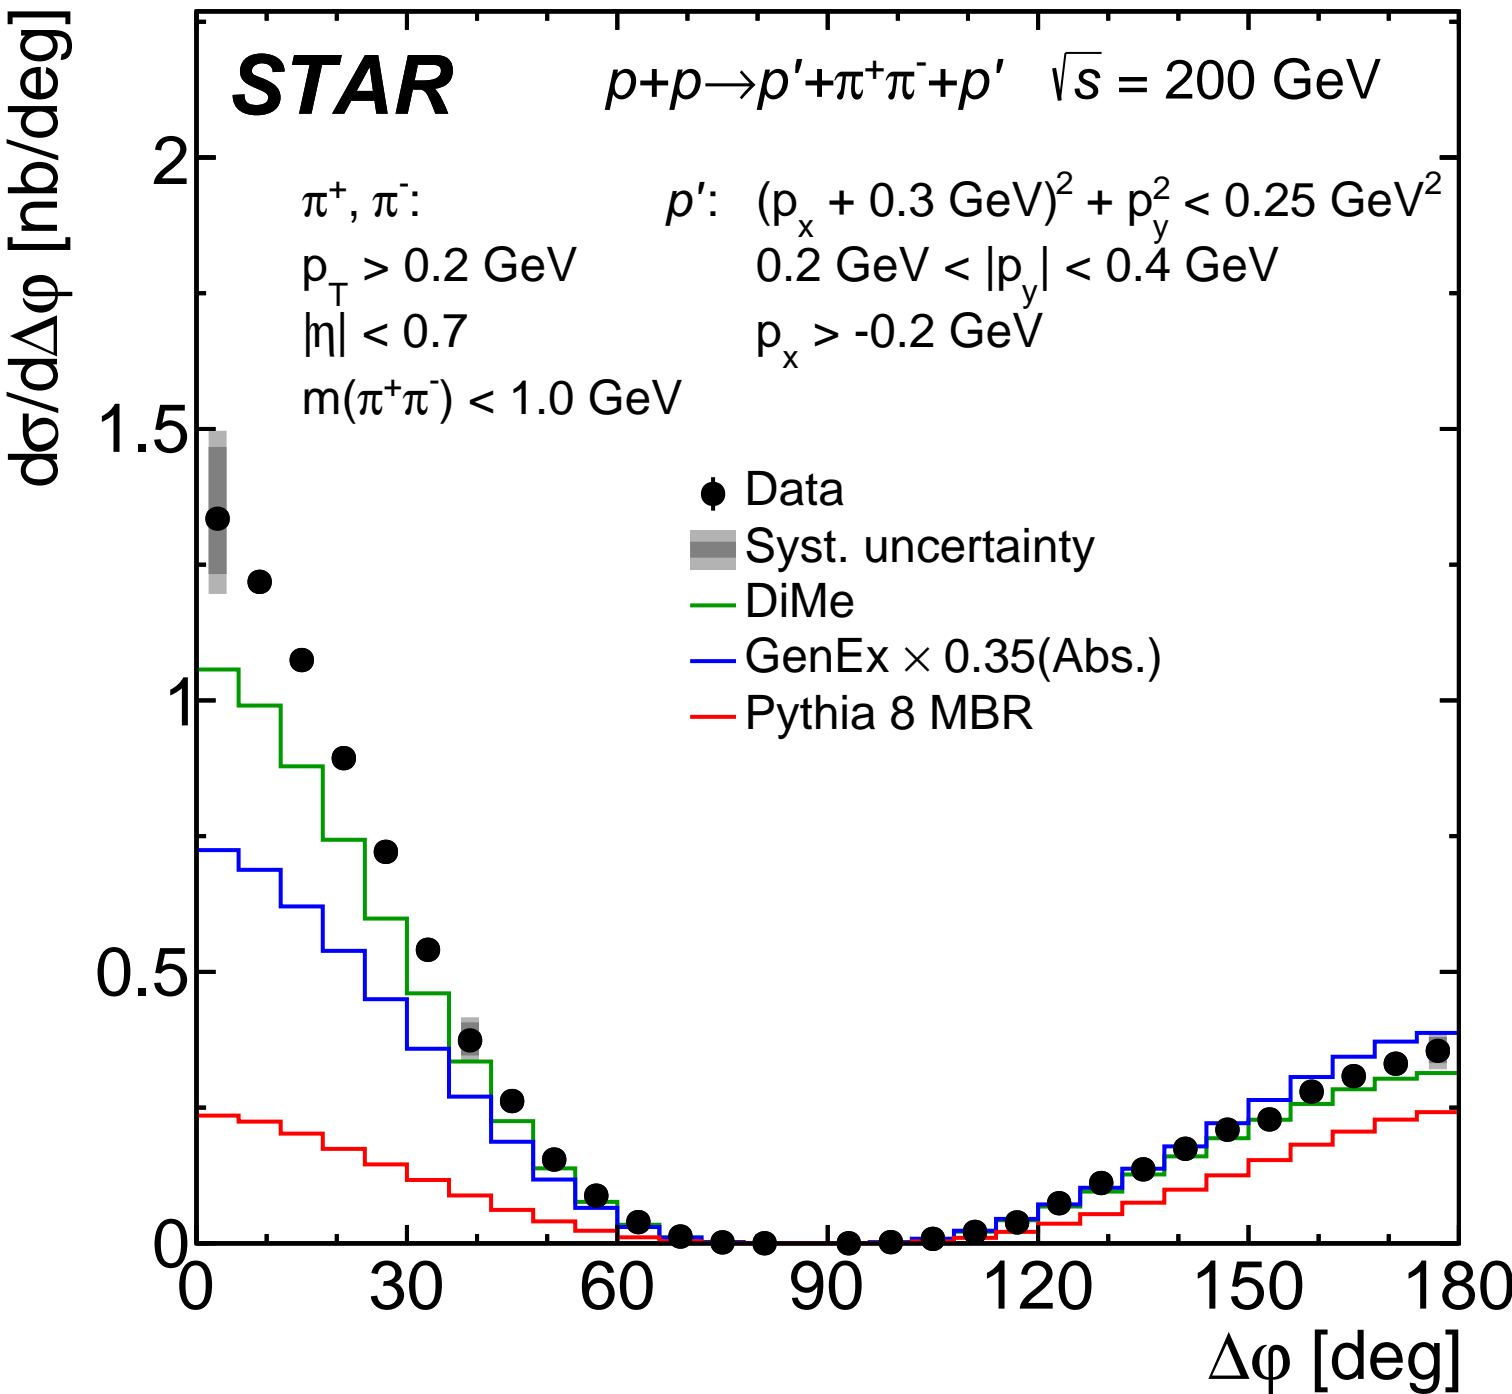 dσ/dΔφ [nb/deg]
STAR p+p→p′+π⁺π⁻+p′ √s = 200 GeV
π⁺, π⁻: p′: (pₓ + 0.3 GeV)² + p_y² < 0.25 GeV²
p_T > 0.2 GeV 0.2 GeV < |p_y| < 0.4 GeV
|η| < 0.7 pₓ > -0.2 GeV
m(π⁺π⁻) < 1.0 GeV
Data
Syst. uncertainty
DiMe
GenEx × 0.35(Abs.)
Pythia 8 MBR
2
1.5
1
0.5
0
0 30 60 90 120 150 180
Δφ [deg]